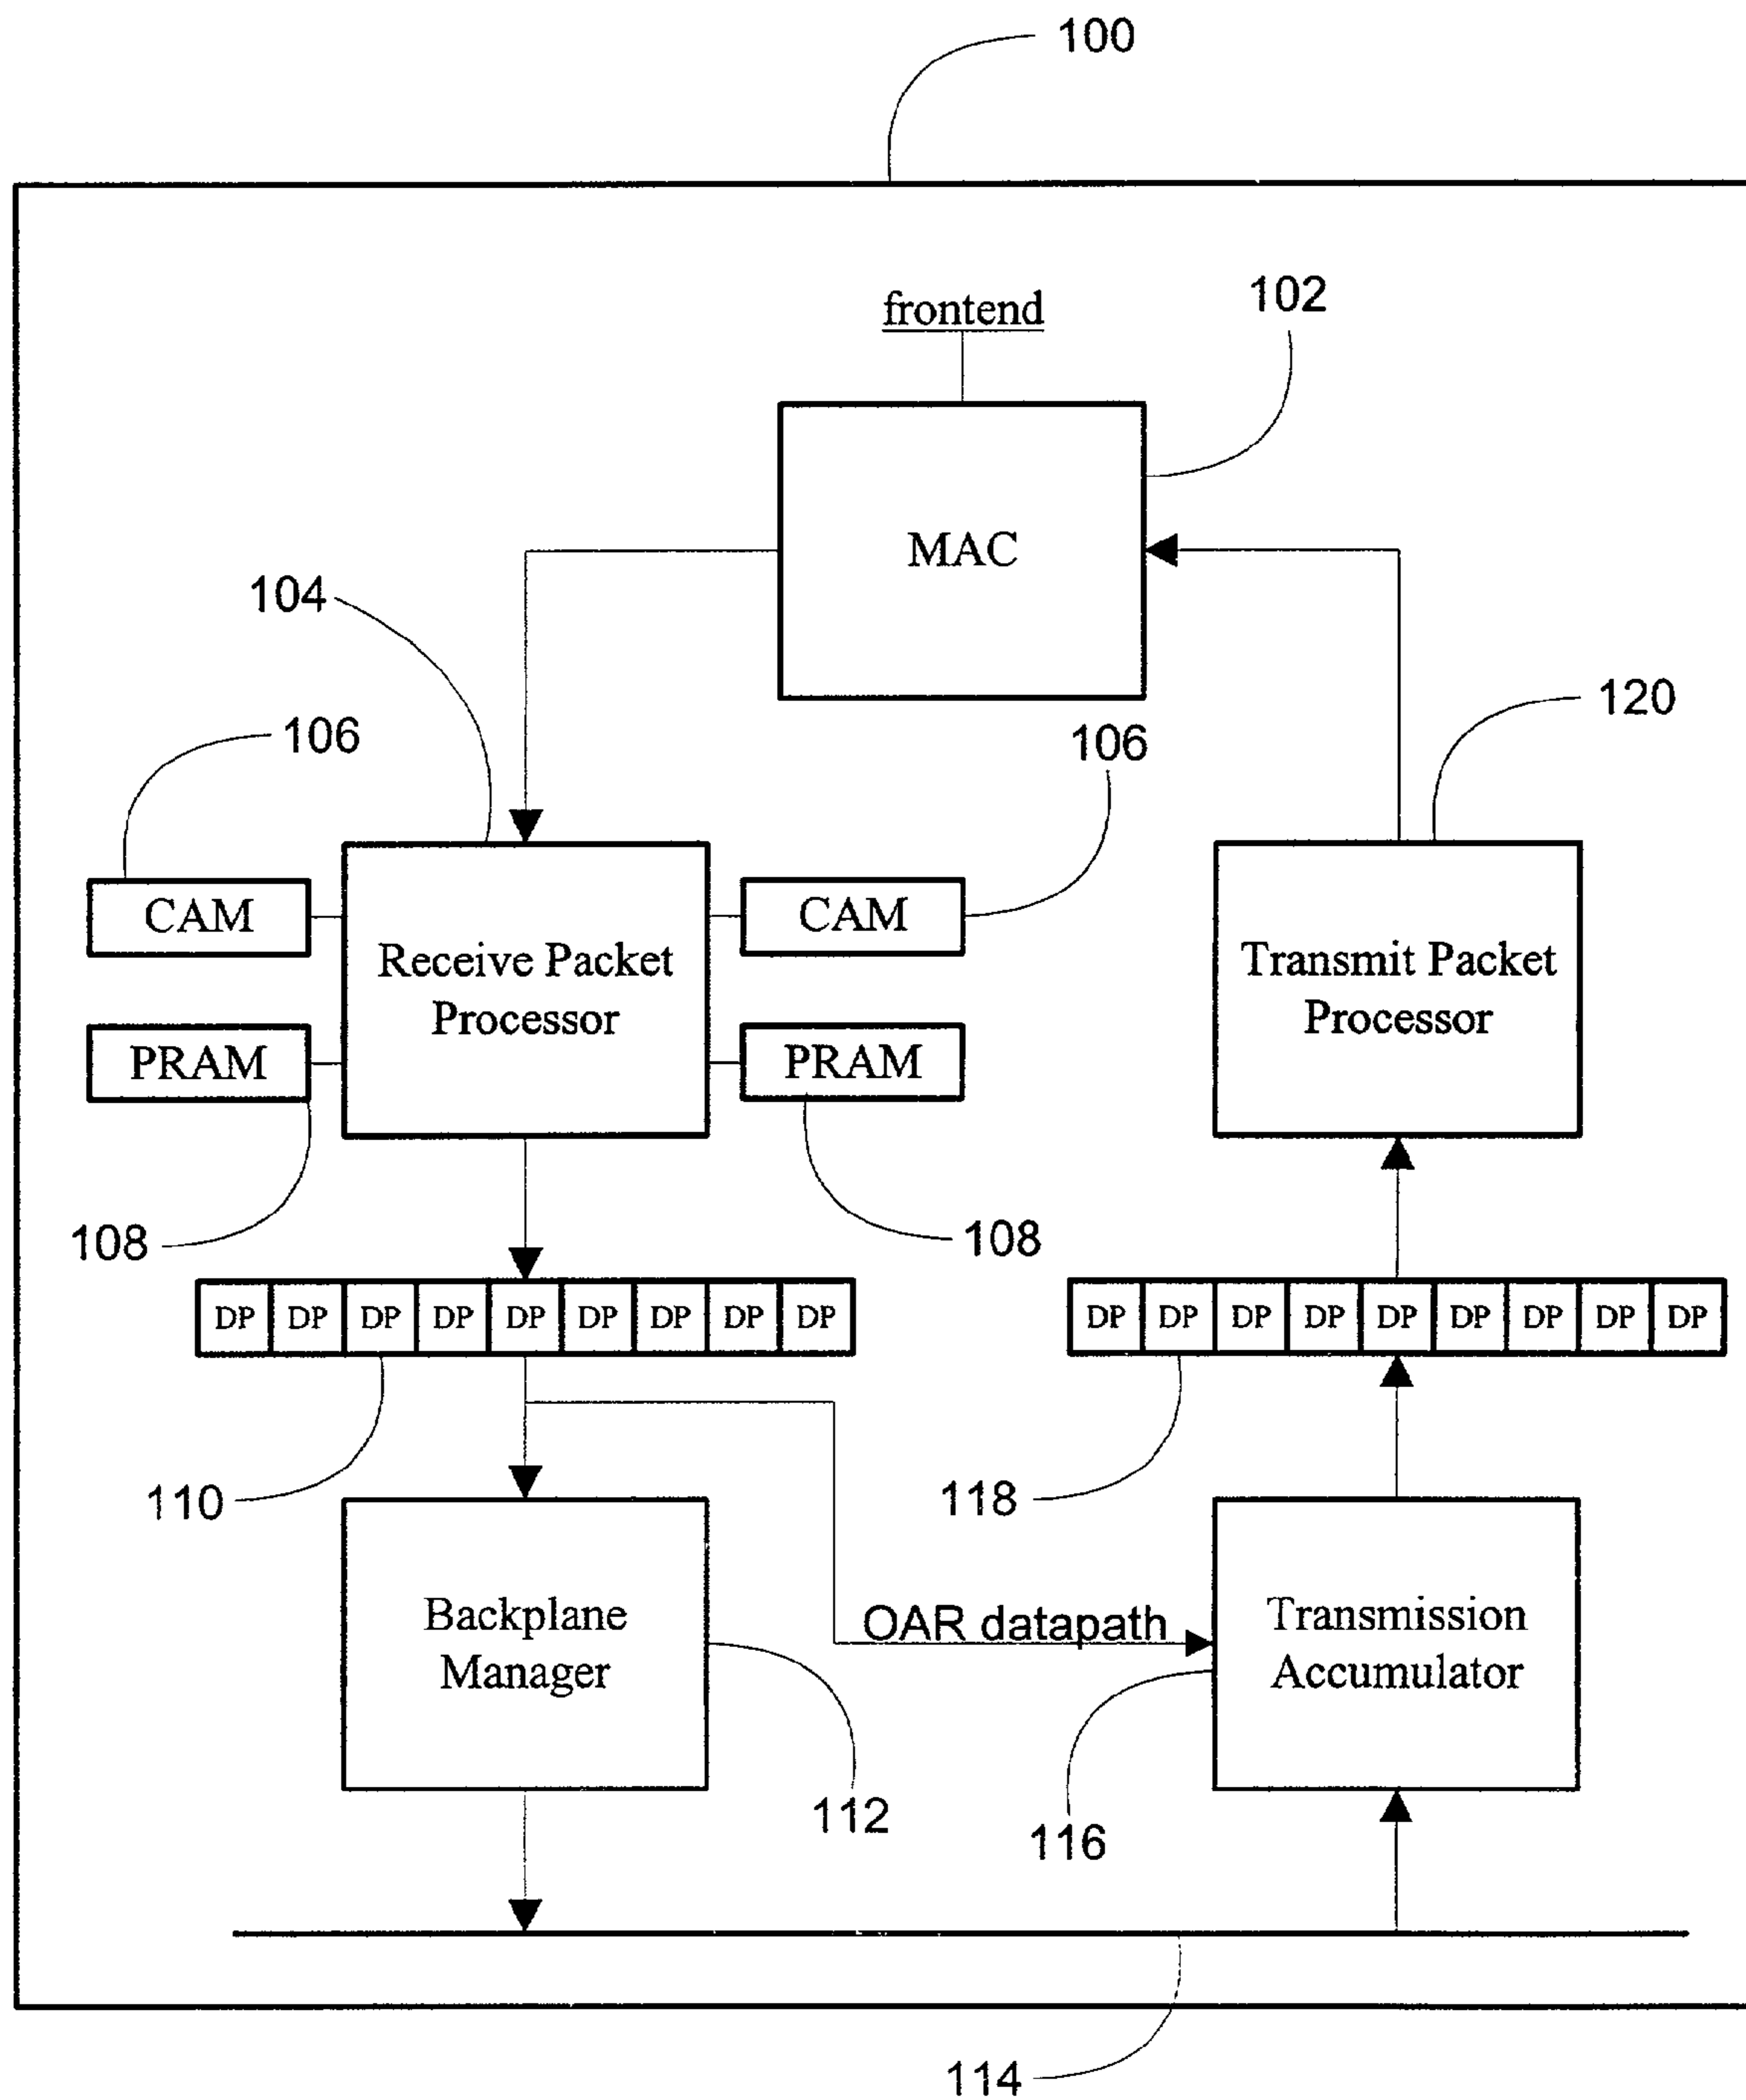 100
frontend
102
MAC
104
120
106
106
CAM
CAM
Receive Packet
Processor
Transmit Packet
Processor
PRAM
PRAM
108
108
DP DP DP DP DP DP DP DP DP
DP DP DP DP DP DP DP DP DP
110
118
Backplane
Manager
OAR datapath
Transmission
Accumulator
112
116
114